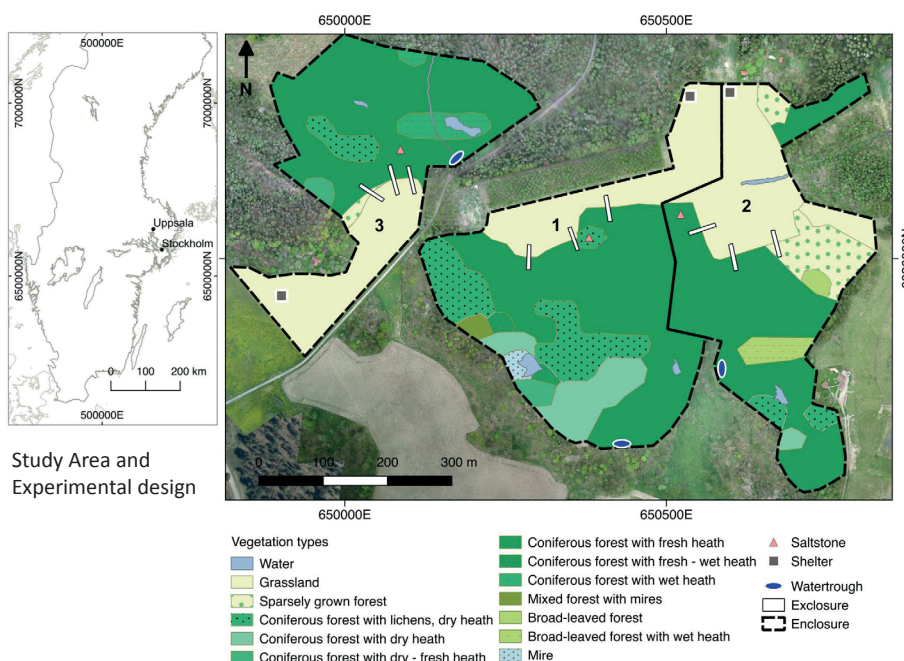 500000E
7000000N
7000000N
Uppsala
Stockholm
6500000N
6500000N
0 100 200 km
500000E
Study Area and
Experimental design
650000E
650500E
N
3
1
2
0 100 200 300 m
650000E
650500E
Vegetation types
Water
Grassland
Sparsely grown forest
Coniferous forest with lichens, dry heath
Coniferous forest with dry heath
Coniferous forest with dry - fresh heath
Coniferous forest with fresh heath
Coniferous forest with fresh - wet heath
Coniferous forest with wet heath
Mixed forest with mires
Broad-leaved forest
Broad-leaved forest with wet heath
Mire
Saltstone
Shelter
Watertrough
Exclosure
Enclosure